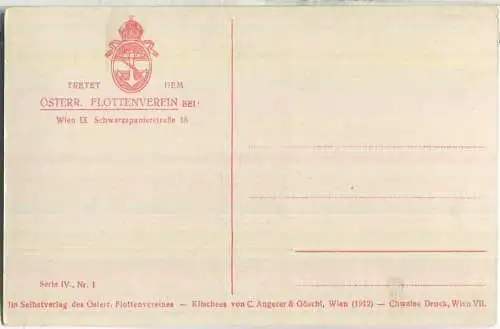 TRETET DEM
ÖSTERR. FLOTTENVEREIN BEI!
Wien IX. Schwarzspanierstraße 15
Serie IV., Nr. 1
Im Selbstverlag des Österr. Flottenvereines — Klischees von C. Angerer & Göschl, Wien (1912) — Chwalas Druck, Wien VII.